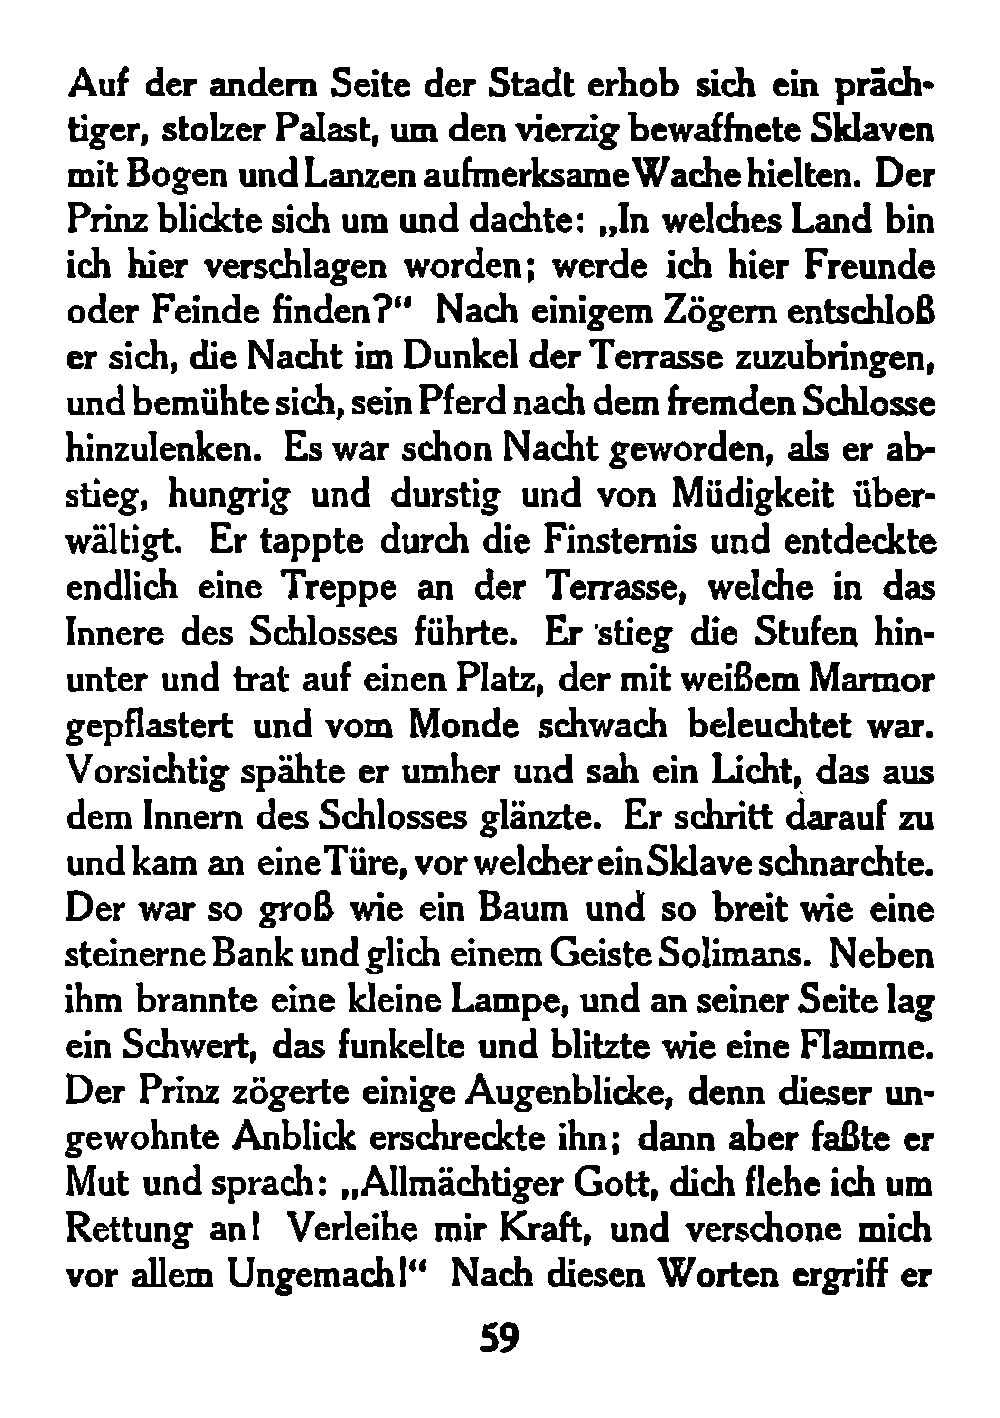 Auf der andern Seite der Stadt erhob sich ein präch-
tiger, stolzer Palast, um den vierzig bewaffnete Sklaven
mit Bogen und Lanzen aufmerksame Wache hielten. Der
Prinz blickte sich um und dachte: „In welches Land bin
ich hier verschlagen worden; werde ich hier Freunde
oder Feinde finden?“ Nach einigem Zögern entschloß
er sich, die Nacht im Dunkel der Terrasse zuzubringen,
und bemühte sich, sein Pferd nach dem fremden Schlosse
hinzulenken. Es war schon Nacht geworden, als er ab-
stieg, hungrig und durstig und von Müdigkeit über-
wältigt. Er tappte durch die Finsternis und entdeckte
endlich eine Treppe an der Terrasse, welche in das
Innere des Schlosses führte. Er stieg die Stufen hin-
unter und trat auf einen Platz, der mit weißem Marmor
gepflastert und vom Monde schwach beleuchtet war.
Vorsichtig spähte er umher und sah ein Licht, das aus
dem Innern des Schlosses glänzte. Er schritt darauf zu
und kam an eine Türe, vor welcher ein Sklave schnarchte.
Der war so groß wie ein Baum und so breit wie eine
steinerne Bank und glich einem Geiste Solimans. Neben
ihm brannte eine kleine Lampe, und an seiner Seite lag
ein Schwert, das funkelte und blitzte wie eine Flamme.
Der Prinz zögerte einige Augenblicke, denn dieser un-
gewohnte Anblick erschreckte ihn; dann aber faßte er
Mut und sprach: „Allmächtiger Gott, dich flehe ich um
Rettung an! Verleihe mir Kraft, und verschone mich
vor allem Ungemach!“ Nach diesen Worten ergriff er
59